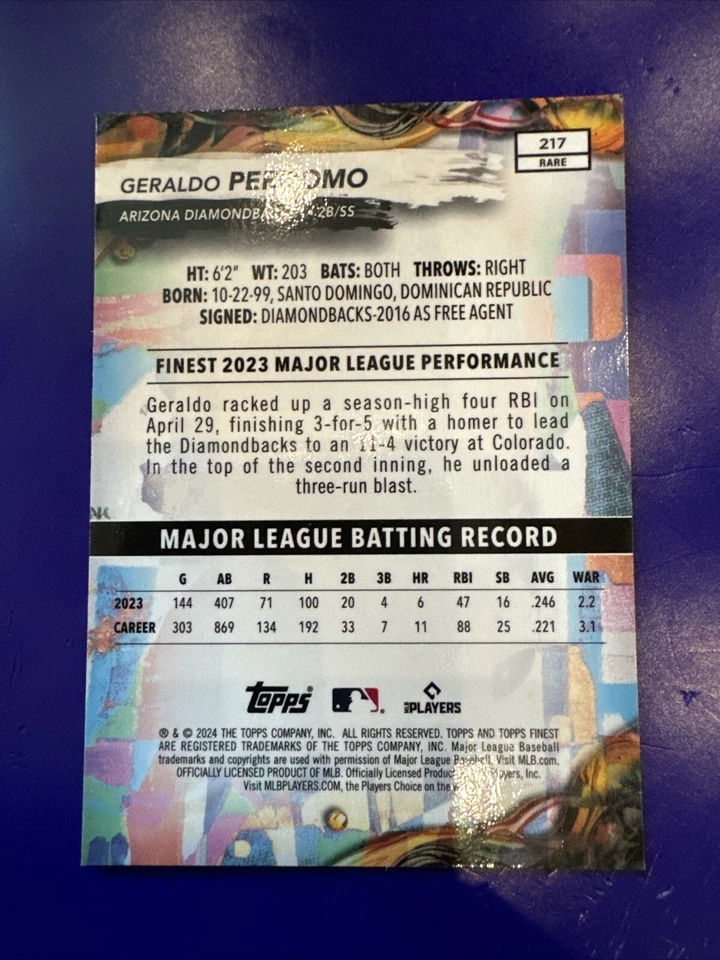 217
RARE
GERALDO
ARIZONA 2B/SS
HT: 6'2" WT: 203 BATS: BOTH THROWS: RIGHT
BORN: 10-22-99, SANTO DOMINGO, DOMINICAN REPUBLIC
SIGNED: DIAMONDBACKS-2016 AS FREE AGENT
FINEST 2023 MAJOR LEAGUE PERFORMANCE
Geraldo racked up a season-high four RBI on
April 29, finishing 3-for-5 with a homer to lead
the Diamondbacks to an 11-4 victory at Colorado.
In the top of the second inning, he unloaded a
three-run blast.
MAJOR LEAGUE BATTING RECORD
G AB R H 2B 3B HR RBI SB AVG WAR
2023 144 407 71 100 20 4 6 47 16 .246 2.2
CAREER 303 869 134 192 33 7 11 88 25 .221 3.1
topps® ® MLB PLAYERS
® & © 2024 THE TOPPS COMPANY, INC. ALL RIGHTS RESERVED. TOPPS AND TOPPS FINEST
ARE REGISTERED TRADEMARKS OF THE TOPPS COMPANY, INC. Major League Baseball
trademarks and copyrights are used with permission of Major League Baseball. Visit MLB.com.
OFFICIALLY LICENSED PRODUCT OF MLB. Officially Licensed Players, Inc.
Visit MLBPLAYERS.COM, the Players Choice on the